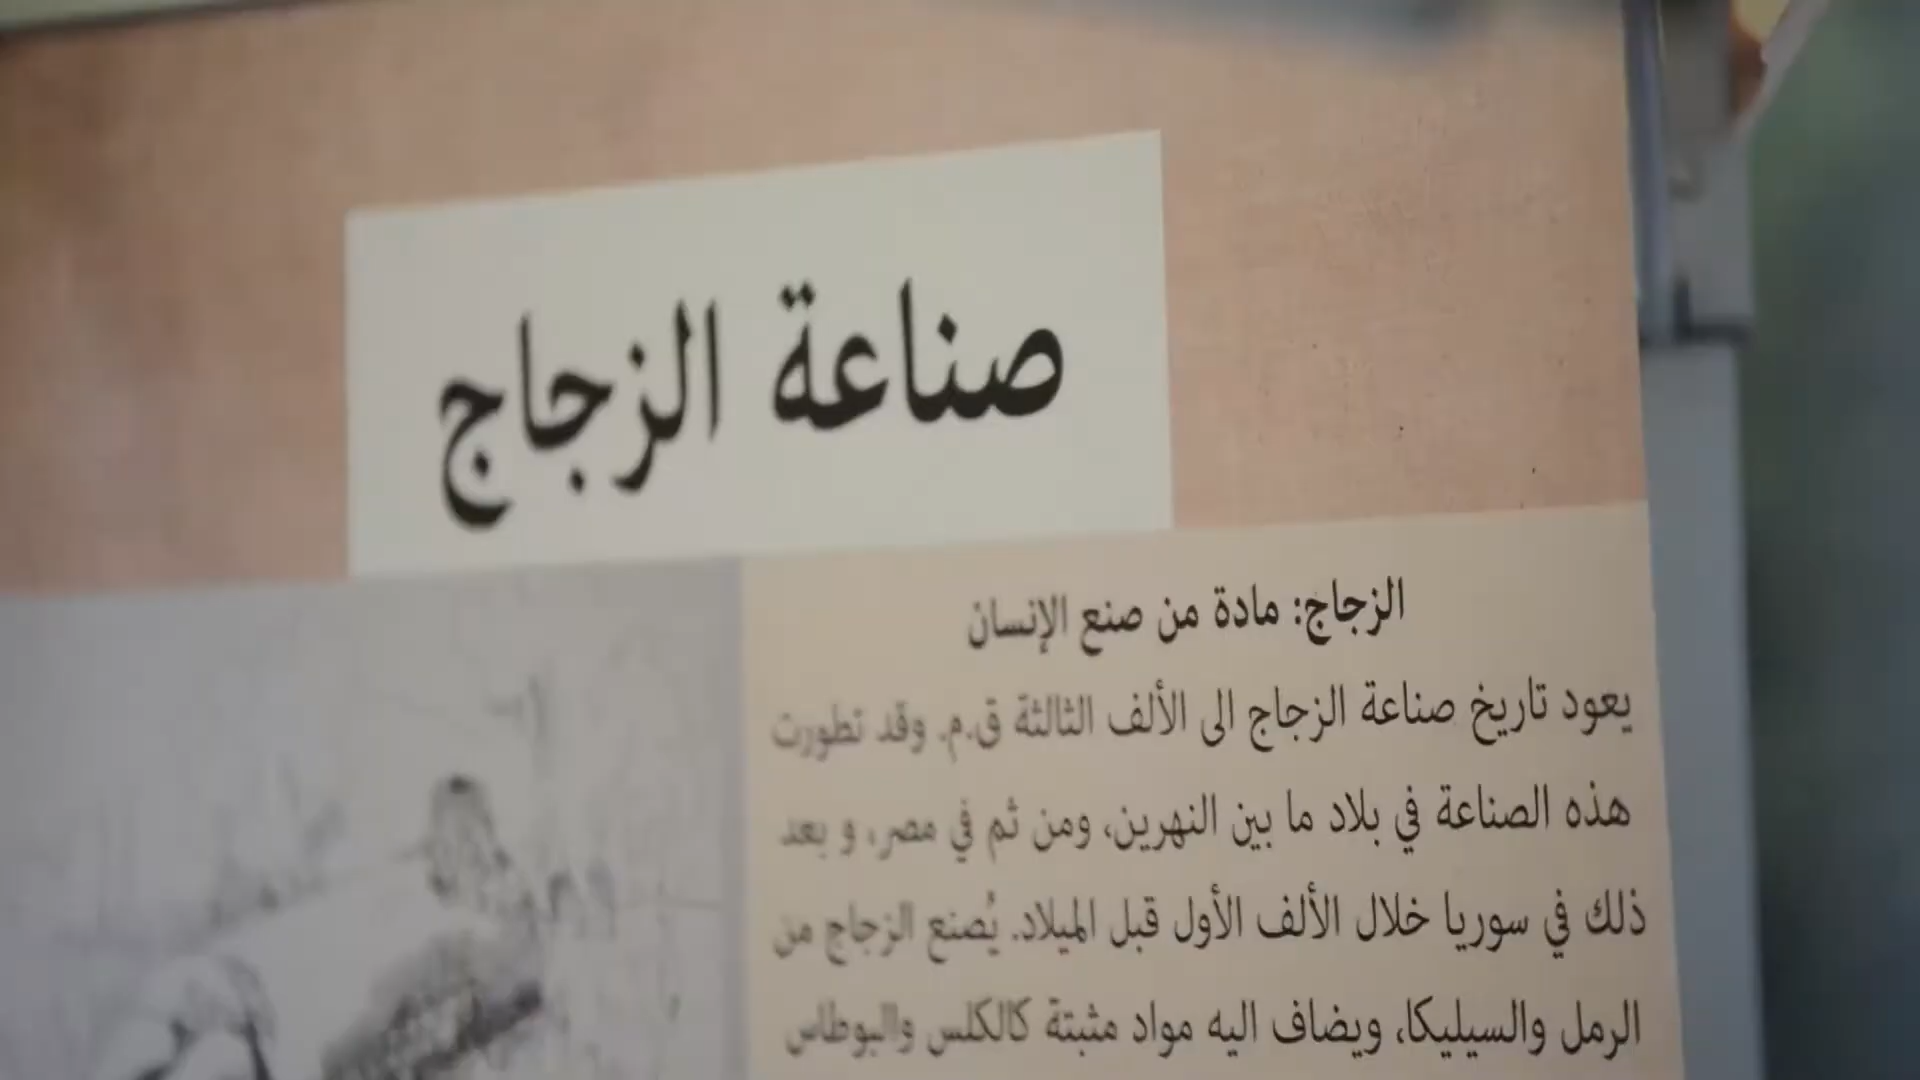 صناعة الزجاج
الزجاج: مادة من صنع الإنسان
يعود تاريخ صناعة الزجاج الى الألف الثالثة ق.م. وقد تطورت
هذه الصناعة في بلاد ما بين النهرين، ومن ثم في مصر، و بعد
ذلك في سوريا خلال الألف الأول قبل الميلاد. يُصنع الزجاج من
الرمل والسيليكا، ويضاف اليه مواد مثبتة كالكلس والبوطاس